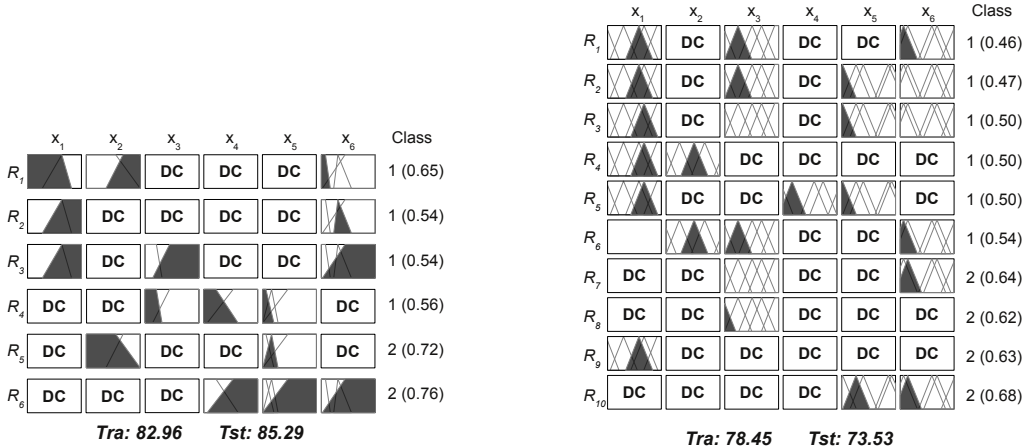 x1 x2 x3 x4 x5 x6 Class
R1 DC DC DC 1 (0.65)
R2 DC DC DC DC 1 (0.54)
R3 DC DC DC 1 (0.54)
R4 DC DC DC 1 (0.56)
R5 DC DC DC DC 2 (0.72)
R6 DC DC DC 2 (0.76)
Tra: 82.96 Tst: 85.29
x1 x2 x3 x4 x5 x6 Class
R1 DC DC DC 1 (0.46)
R2 DC DC 1 (0.47)
R3 DC DC 1 (0.50)
R4 DC DC DC DC 1 (0.50)
R5 DC DC DC 1 (0.50)
R6 DC DC 1 (0.54)
R7 DC DC DC DC 2 (0.64)
R8 DC DC DC DC DC 2 (0.62)
R9 DC DC DC DC DC 2 (0.63)
R10 DC DC DC DC 2 (0.68)
Tra: 78.45 Tst: 73.53